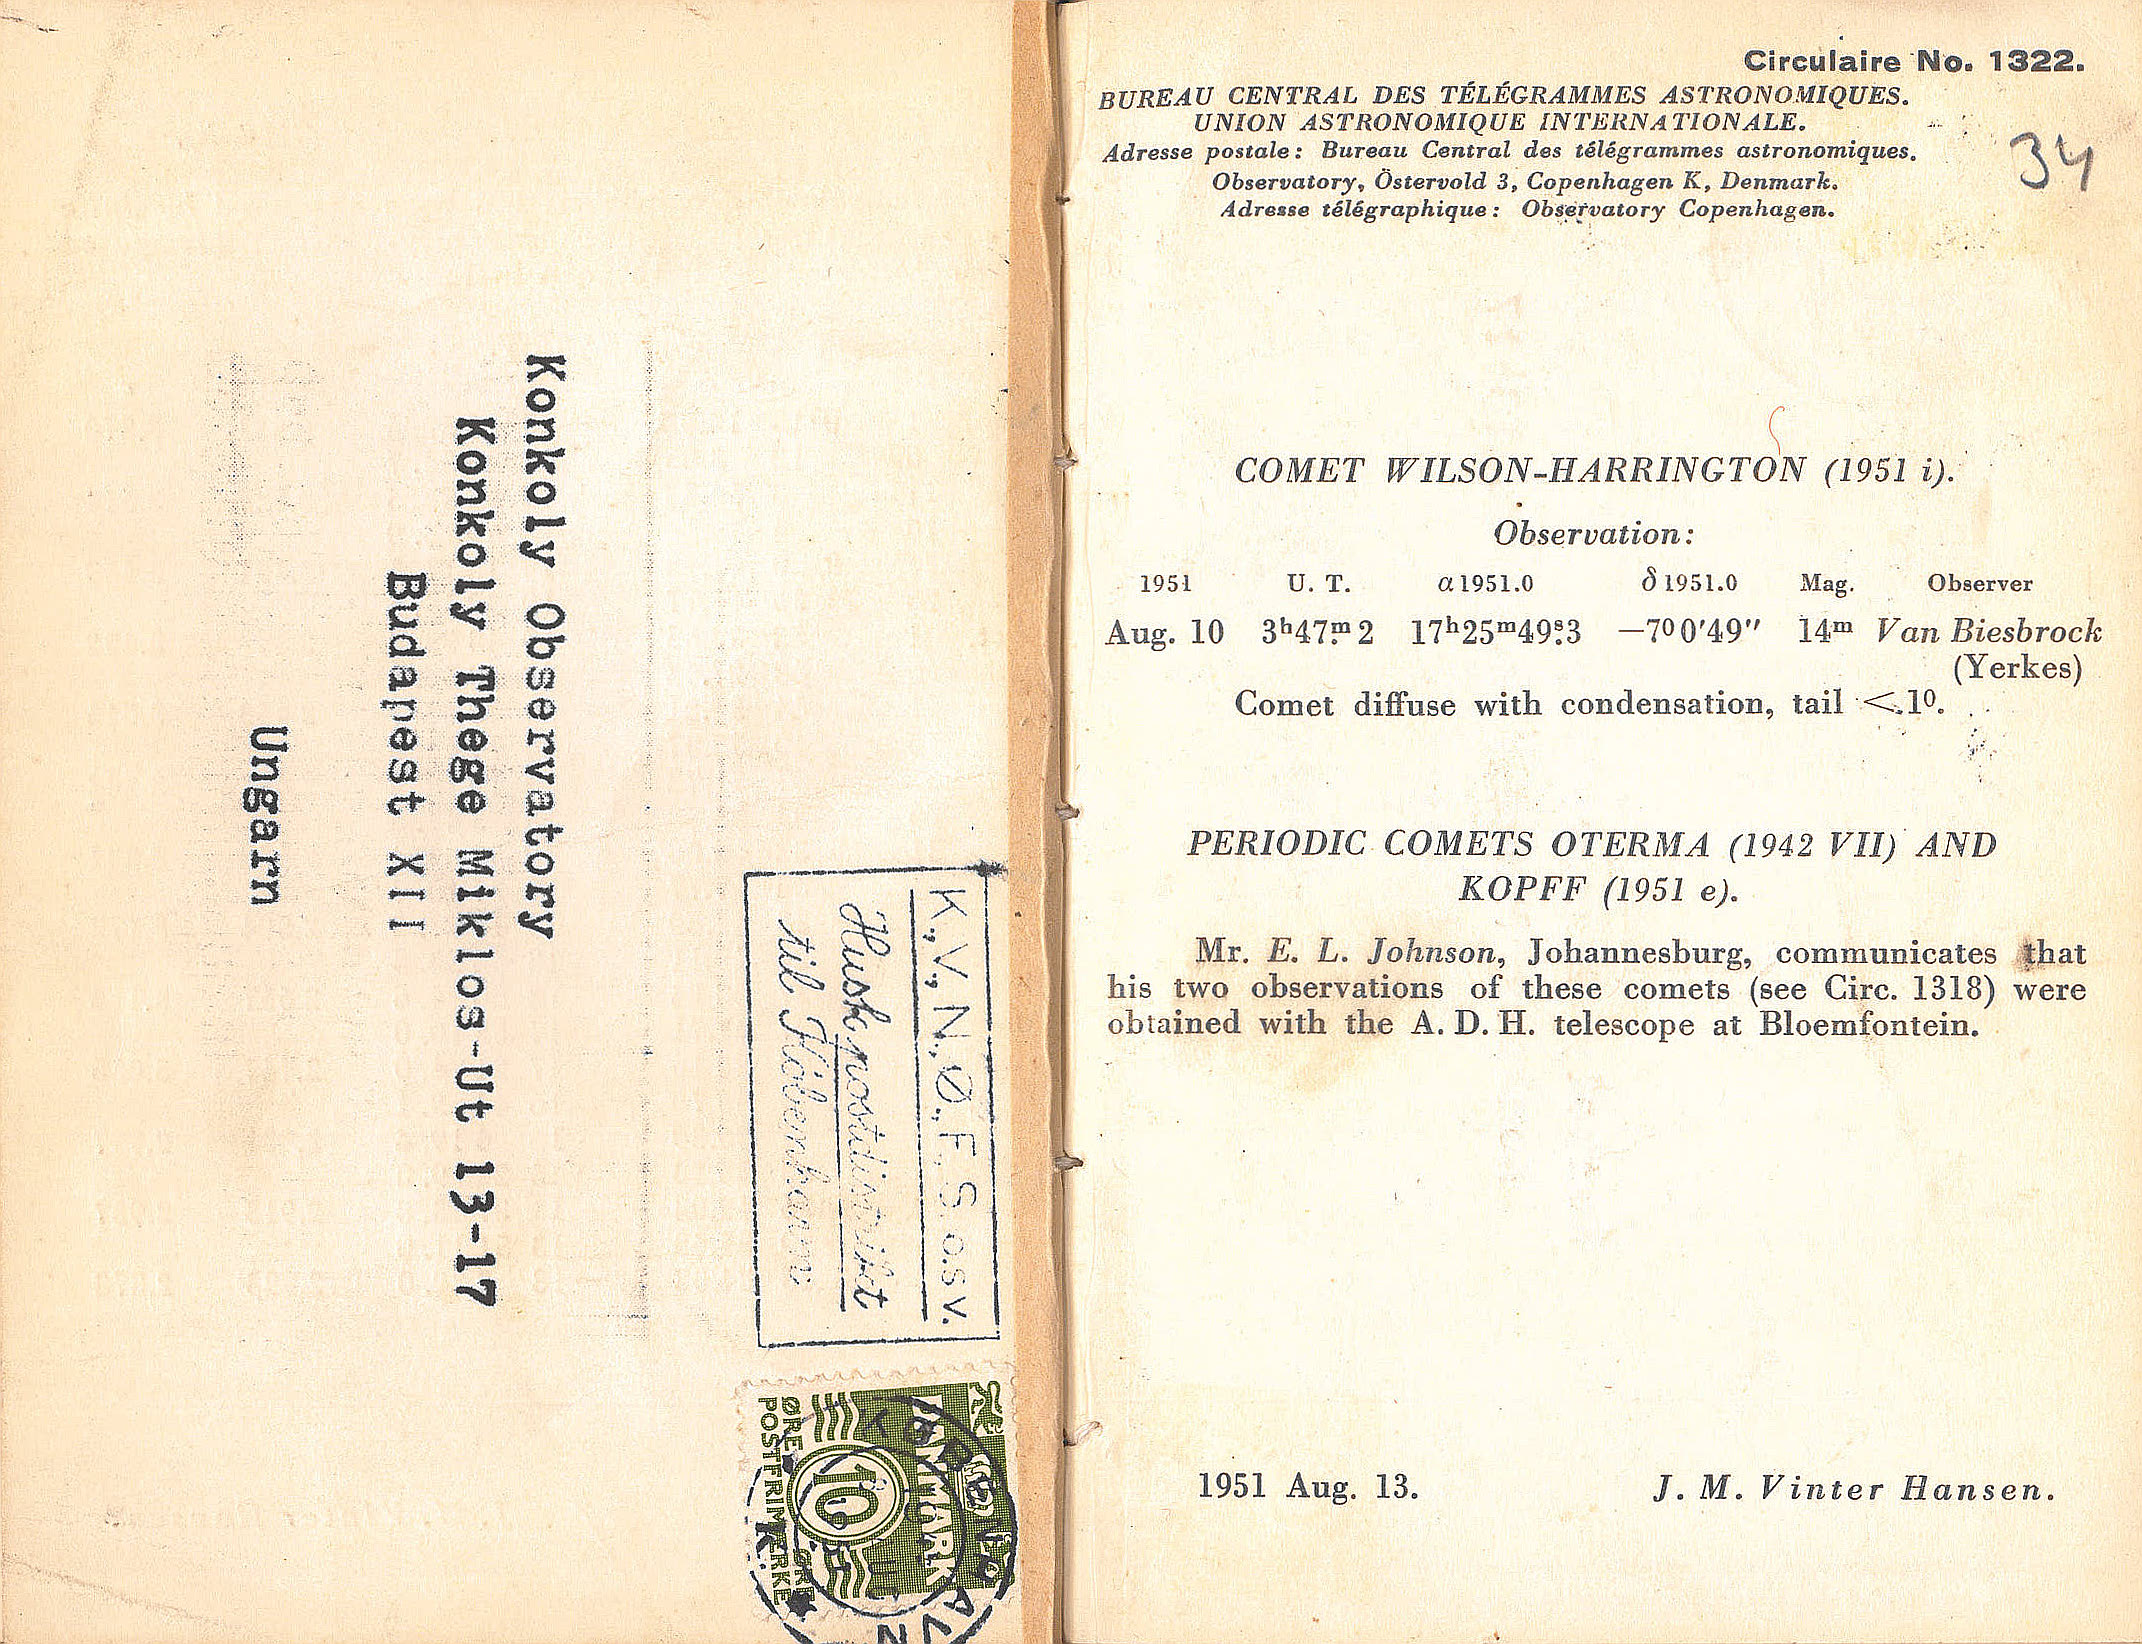 Konkoly Observatory
Konkoly Thege Miklos-Ut 13-17
Budapest XII
Ungarn
K., V., N., Ø., F., S. o. s v.
Husk postdistrikt
til København
DANMARK
10
ØRE ØRE
POSTFRIMÆRKE
Circulaire No. 1322.
BUREAU CENTRAL DES TÉLÉGRAMMES ASTRONOMIQUES.
UNION ASTRONOMIQUE INTERNATIONALE.
34
Adresse postale: Bureau Central des télégrammes astronomiques.
Observatory, Östervold 3, Copenhagen K, Denmark.
Adresse télégraphique: Observatory Copenhagen.
COMET WILSON-HARRINGTON (1951 i).
Observation:
1951 U. T. α 1951.0 δ 1951.0 Mag. Observer
Aug. 10 3ʰ47ᵐ.2 17ʰ25ᵐ49ˢ.3 —7⁰0′49″ 14ᵐ Van Biesbrock
(Yerkes)
Comet diffuse with condensation, tail < 1⁰.
PERIODIC COMETS OTERMA (1942 VII) AND
KOPFF (1951 e).
Mr. E. L. Johnson, Johannesburg, communicates that
his two observations of these comets (see Circ. 1318) were
obtained with the A. D. H. telescope at Bloemfontein.
1951 Aug. 13. J. M. Vinter Hansen.